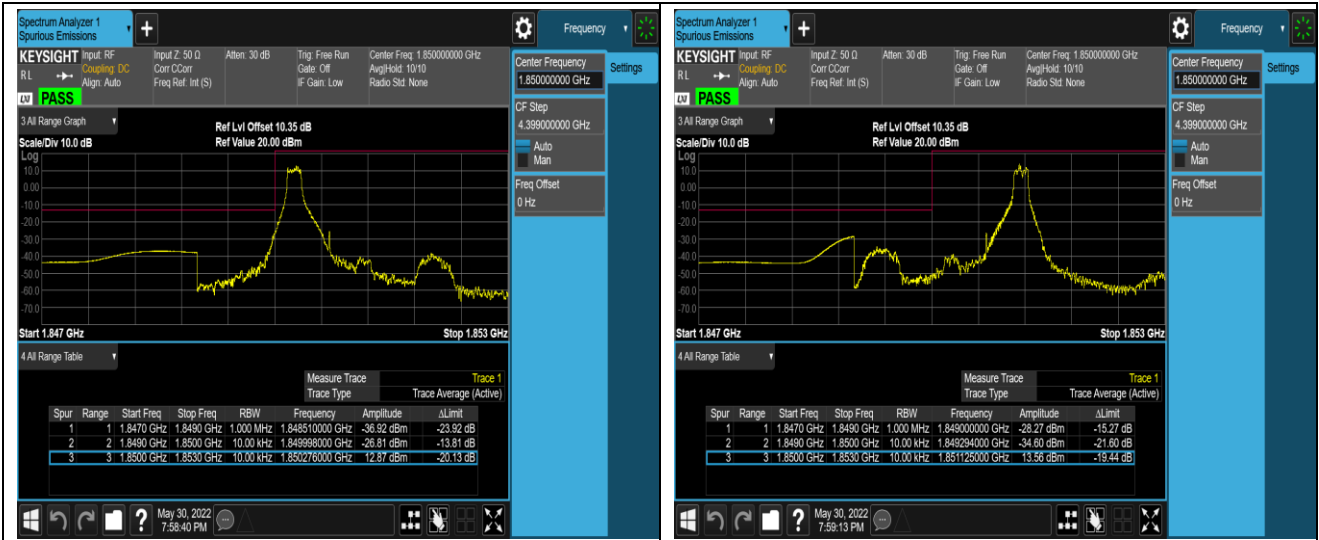 Spectrum Analyzer 1
Spurious Emissions
+
Frequency
KEYSIGHT
Input: RF
Coupling: DC
Align: Auto
Input Z: 50 Ω
Corr CCorr
Freq Ref: Int (S)
Atten: 30 dB
Trig: Free Run
Gate: Off
IF Gain: Low
Center Freq: 1.850000000 GHz
Avg|Hold: 10/10
Radio Std: None
R L
LXI
PASS
Center Frequency
1.850000000 GHz
Settings
CF Step
4.399000000 GHz
Auto
Man
Freq Offset
0 Hz
3 All Range Graph
Ref Lvl Offset 10.35 dB
Scale/Div 10.0 dB
Ref Value 20.00 dBm
Log
10.0
0.00
-10.0
-20.0
-30.0
-40.0
-50.0
-60.0
-70.0
Start 1.847 GHz
Stop 1.853 GHz
4 All Range Table
Measure Trace Trace 1
Trace Type Trace Average (Active)
Spur Range Start Freq Stop Freq RBW Frequency Amplitude ΔLimit
1 1 1.8470 GHz 1.8490 GHz 1.000 MHz 1.848510000 GHz -36.92 dBm -23.92 dB
2 2 1.8490 GHz 1.8500 GHz 10.00 kHz 1.849998000 GHz -26.81 dBm -13.81 dB
3 3 1.8500 GHz 1.8530 GHz 10.00 kHz 1.850276000 GHz 12.87 dBm -20.13 dB
?
May 30, 2022
7:58:40 PM
Spectrum Analyzer 1
Spurious Emissions
+
Frequency
KEYSIGHT
Input: RF
Coupling: DC
Align: Auto
Input Z: 50 Ω
Corr CCorr
Freq Ref: Int (S)
Atten: 30 dB
Trig: Free Run
Gate: Off
IF Gain: Low
Center Freq: 1.850000000 GHz
Avg|Hold: 10/10
Radio Std: None
R L
LXI
PASS
Center Frequency
1.850000000 GHz
Settings
CF Step
4.399000000 GHz
Auto
Man
Freq Offset
0 Hz
3 All Range Graph
Ref Lvl Offset 10.35 dB
Scale/Div 10.0 dB
Ref Value 20.00 dBm
Log
10.0
0.00
-10.0
-20.0
-30.0
-40.0
-50.0
-60.0
-70.0
Start 1.847 GHz
Stop 1.853 GHz
4 All Range Table
Measure Trace Trace 1
Trace Type Trace Average (Active)
Spur Range Start Freq Stop Freq RBW Frequency Amplitude ΔLimit
1 1 1.8470 GHz 1.8490 GHz 1.000 MHz 1.849000000 GHz -28.27 dBm -15.27 dB
2 2 1.8490 GHz 1.8500 GHz 10.00 kHz 1.849294000 GHz -34.60 dBm -21.60 dB
3 3 1.8500 GHz 1.8530 GHz 10.00 kHz 1.851125000 GHz 13.56 dBm -19.44 dB
?
May 30, 2022
7:59:13 PM